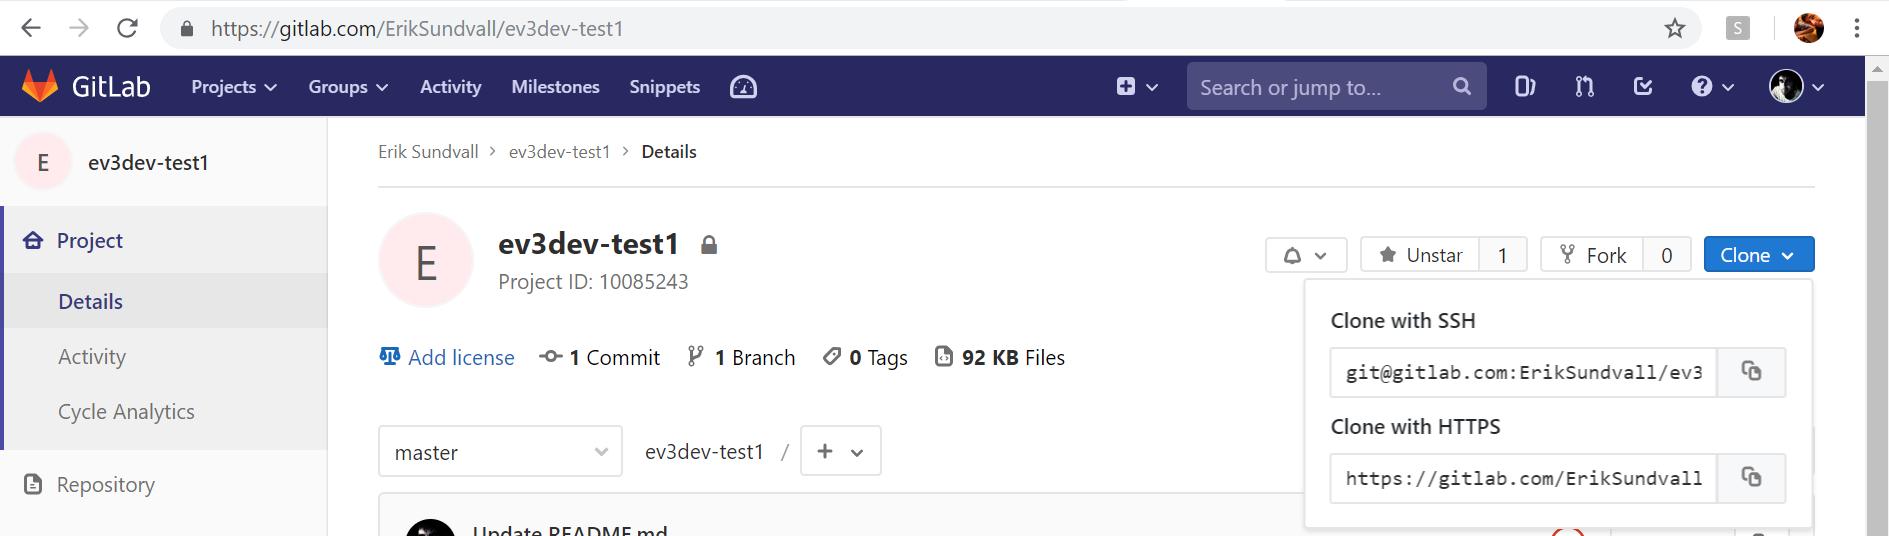 https://gitlab.com/ErikSundvall/ev3dev-test1
S
GitLab Projects Groups Activity Milestones Snippets Search or jump to...
E ev3dev-test1
Erik Sundvall > ev3dev-test1 > Details
Project
Details
Activity
Cycle Analytics
Repository
E
ev3dev-test1
Project ID: 10085243
Unstar 1 Fork 0 Clone
Add license 1 Commit 1 Branch 0 Tags 92 KB Files
Clone with SSH
git@gitlab.com:ErikSundvall/ev3
Clone with HTTPS
https://gitlab.com/ErikSundvall
master ev3dev-test1 / +
Update README.md